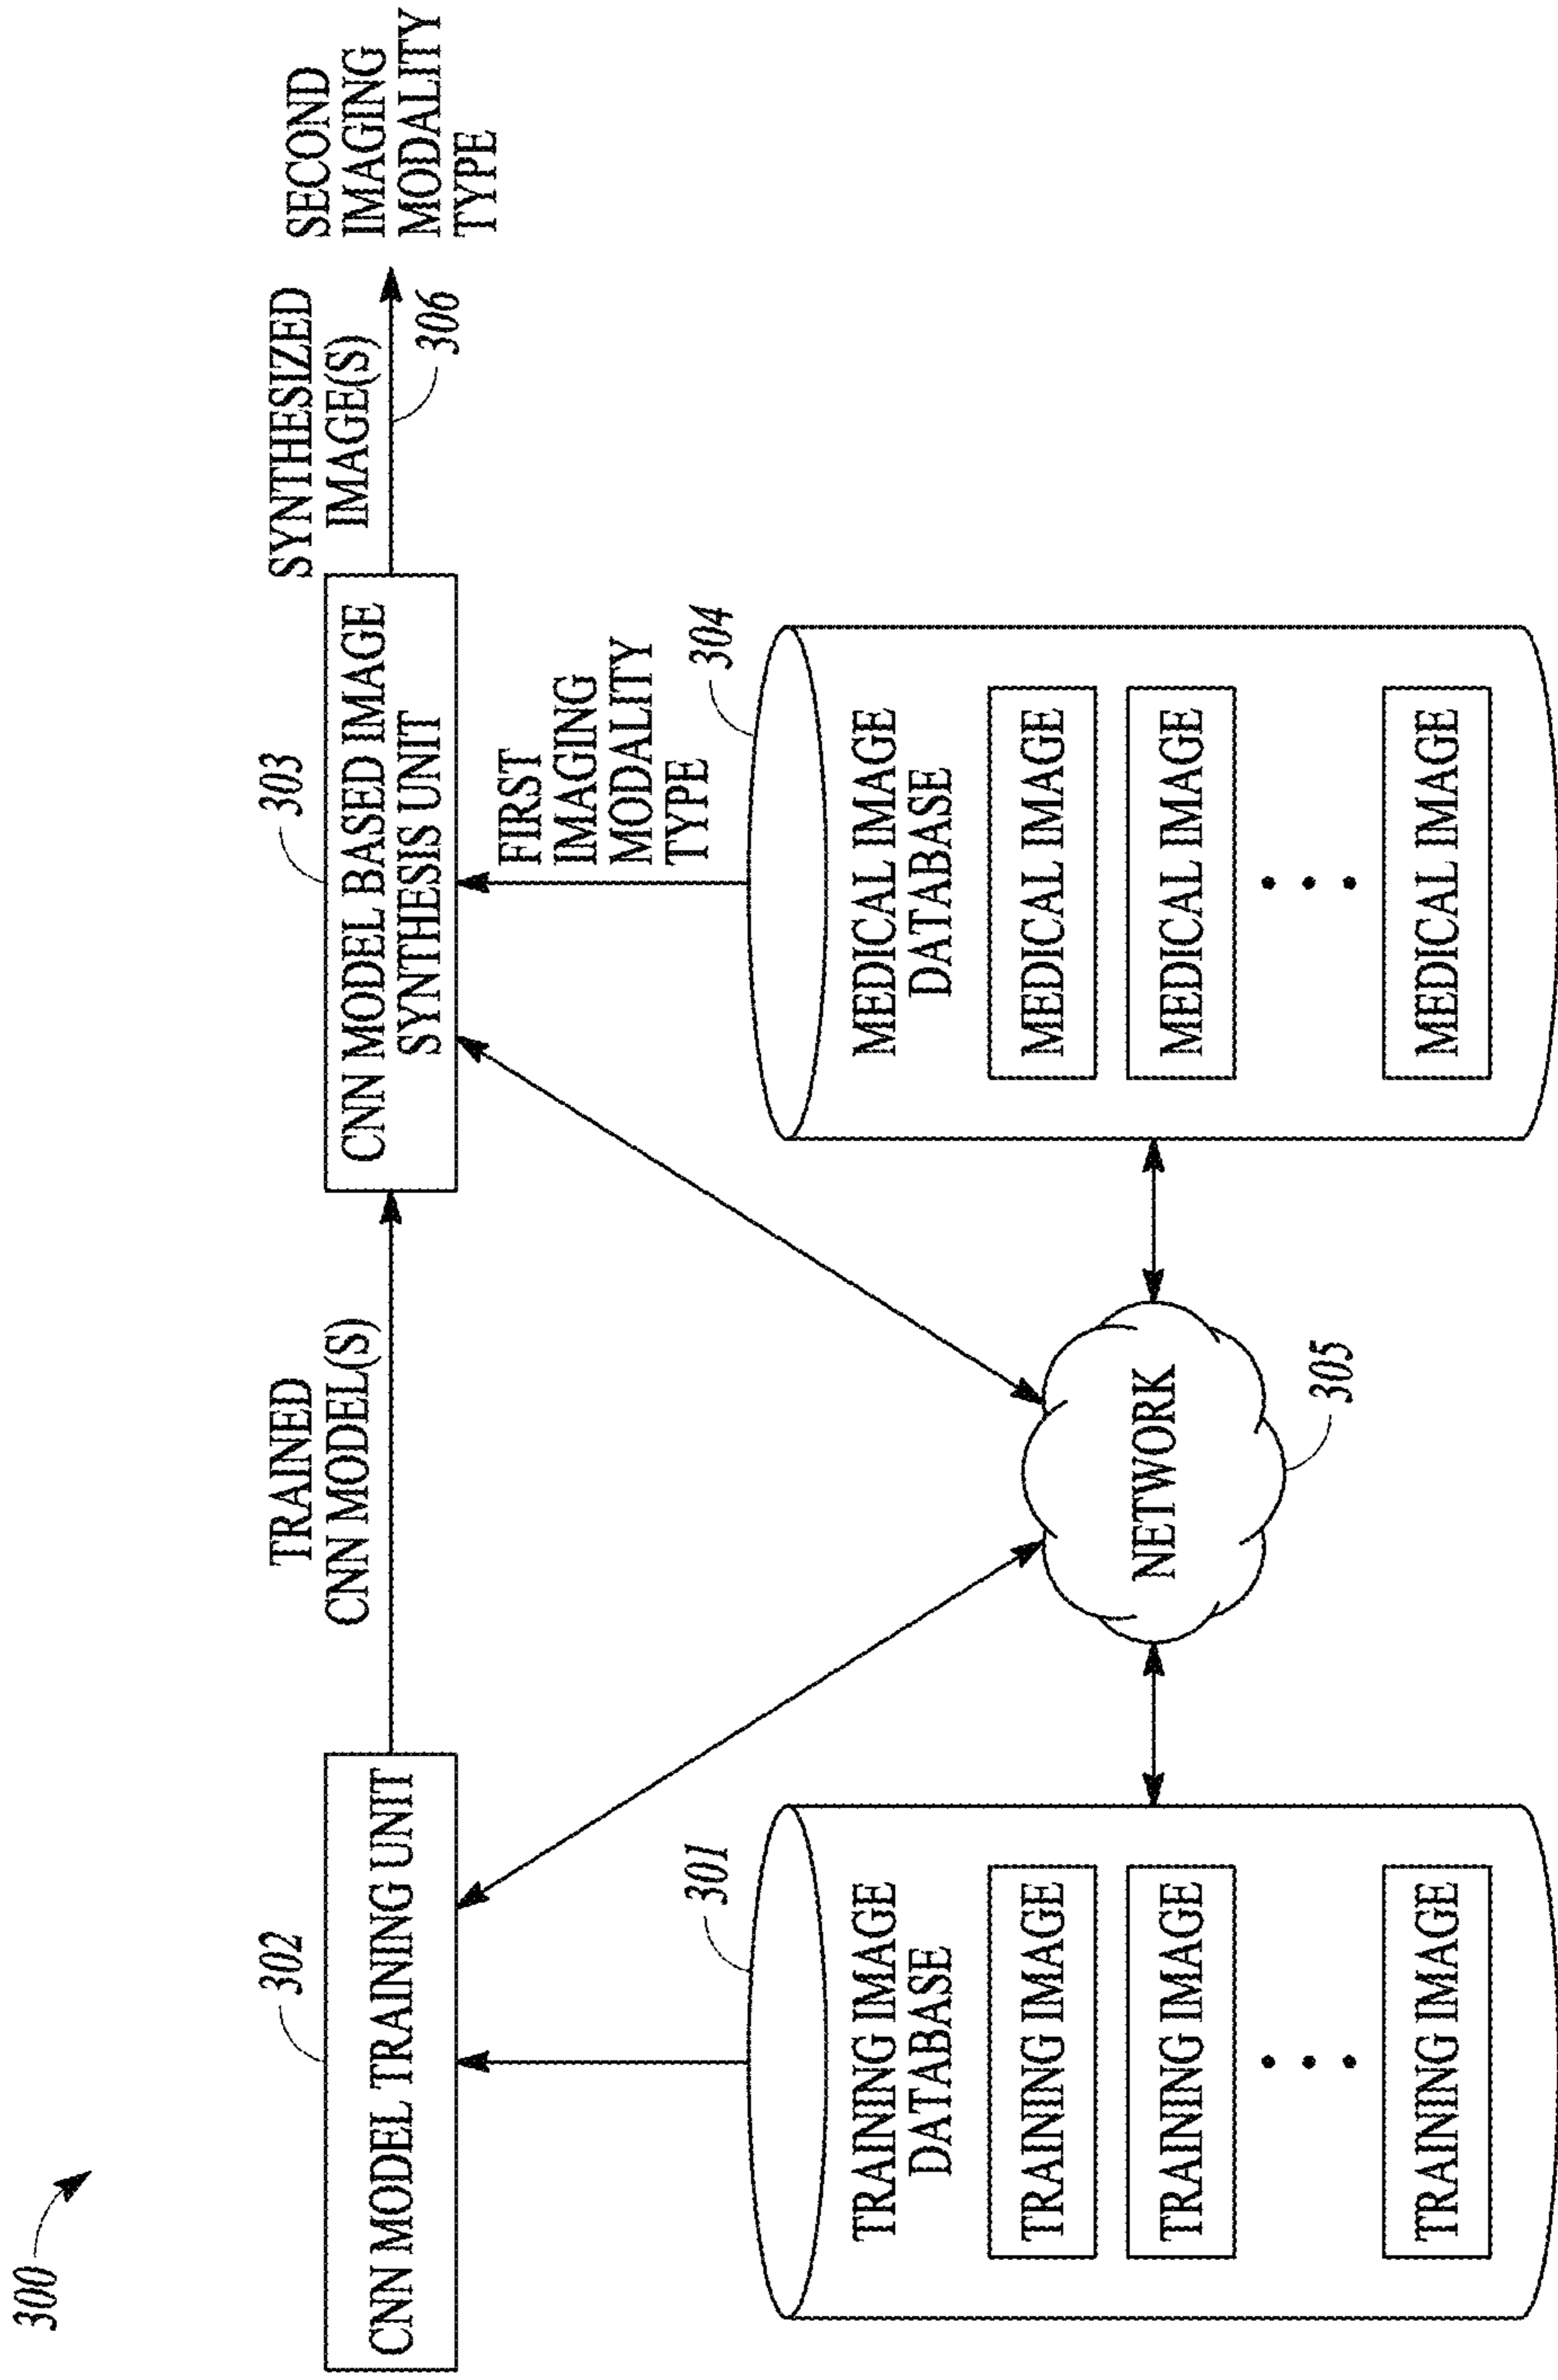 300
302
CNN MODEL TRAINING UNIT
TRAINED
CNN MODEL(S)
303
CNN MODEL BASED IMAGE
SYNTHESIS UNIT
SYNTHESIZED
IMAGE(S)
306
SECOND
IMAGING
MODALITY
TYPE
FIRST
IMAGING
MODALITY
TYPE
301
TRAINING IMAGE
DATABASE
TRAINING IMAGE
TRAINING IMAGE
TRAINING IMAGE
NETWORK
305
304
MEDICAL IMAGE
DATABASE
MEDICAL IMAGE
MEDICAL IMAGE
MEDICAL IMAGE